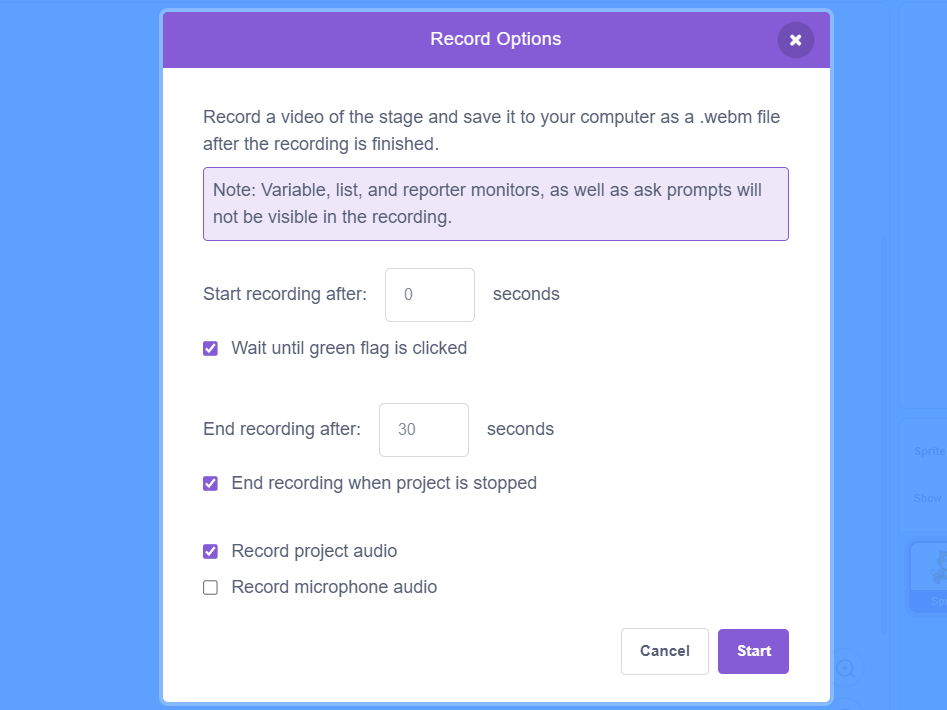 Record Options
Record a video of the stage and save it to your computer as a .webm file
after the recording is finished.
Note: Variable, list, and reporter monitors, as well as ask prompts will
not be visible in the recording.
Start recording after: 0 seconds
Wait until green flag is clicked
End recording after: 30 seconds
End recording when project is stopped
Record project audio
Record microphone audio
Cancel Start
Sprite
Show